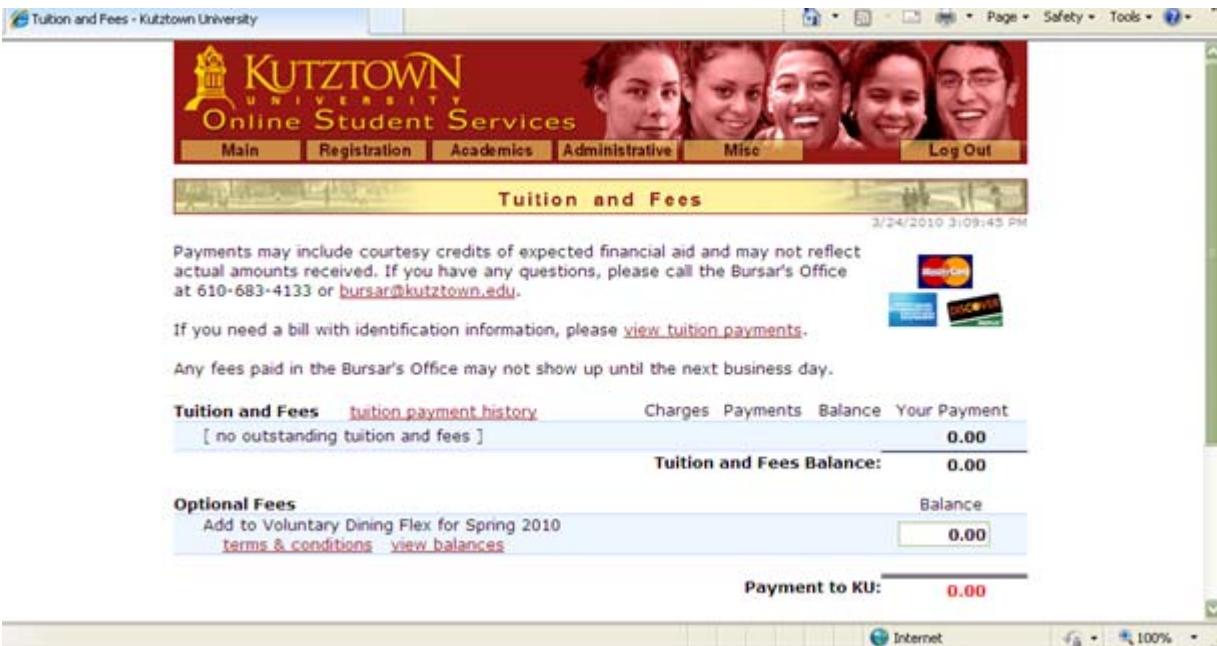 Tuition and Fees - Kutztown University
Page Safety Tools
KUTZTOWN
UNIVERSITY
Online Student Services
Main Registration Academics Administrative Misc Log Out
Tuition and Fees
3/24/2010 3:09:45 PM
Payments may include courtesy credits of expected financial aid and may not reflect
actual amounts received. If you have any questions, please call the Bursar's Office
at 610-683-4133 or bursar@kutztown.edu.
MasterCard
DISCOVER
If you need a bill with identification information, please view tuition payments.
Any fees paid in the Bursar's Office may not show up until the next business day.
Tuition and Fees tuition payment history Charges Payments Balance Your Payment
[ no outstanding tuition and fees ] 0.00
Tuition and Fees Balance: 0.00
Optional Fees Balance
Add to Voluntary Dining Flex for Spring 2010 0.00
terms & conditions view balances
Payment to KU: 0.00
Internet 100%